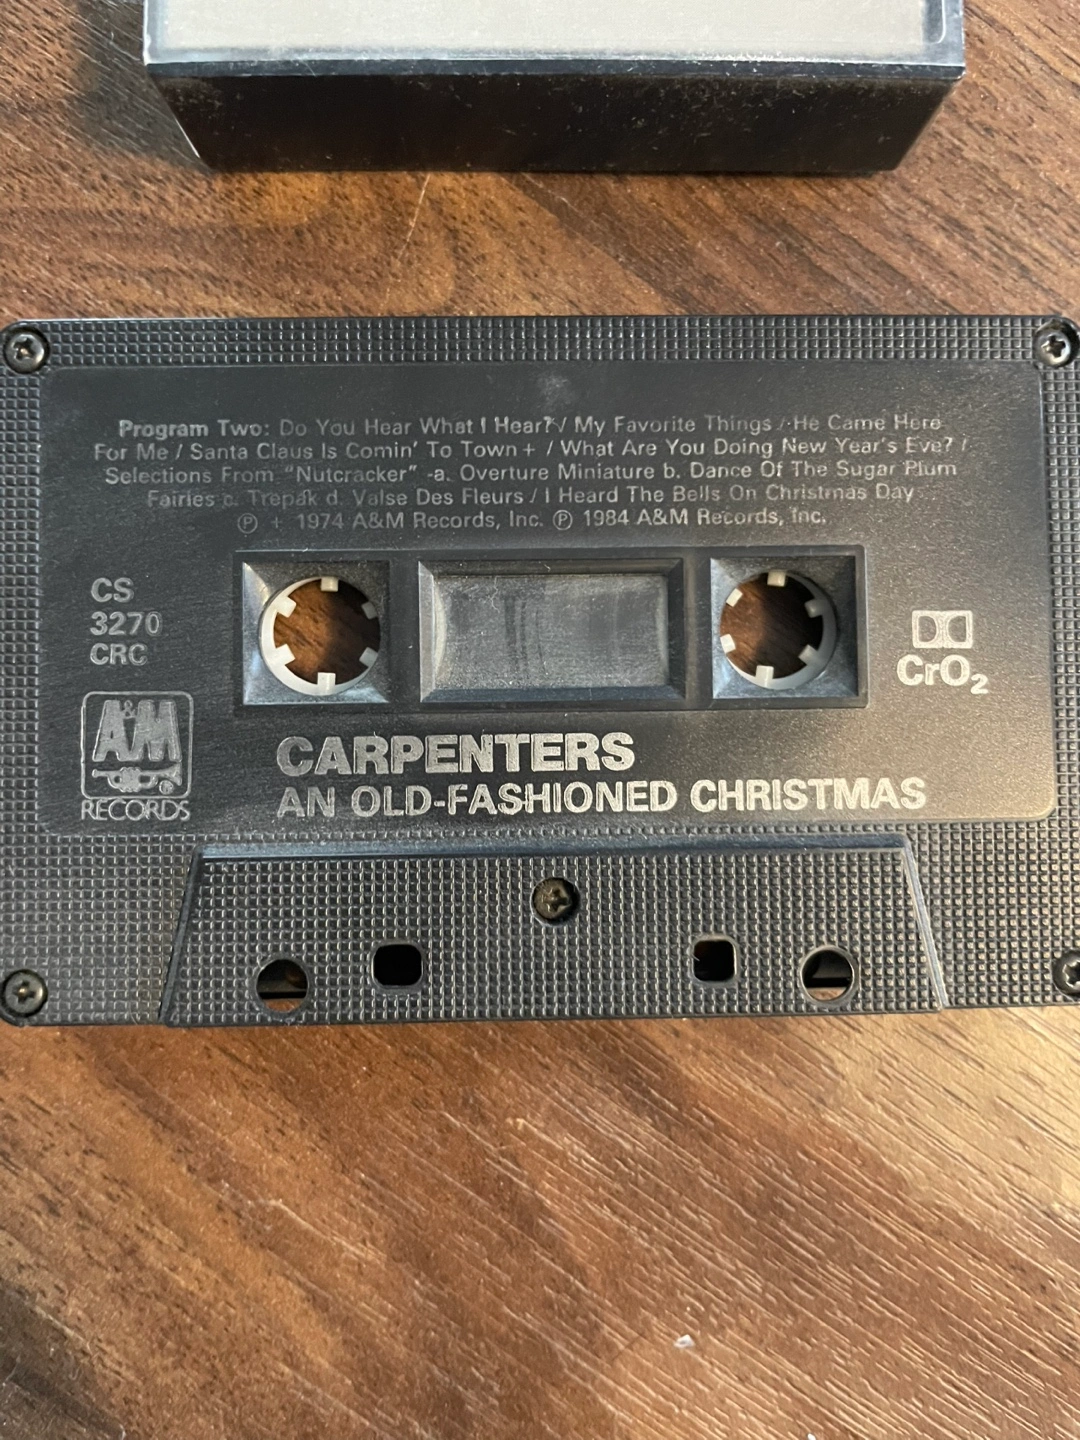 Program Two: Do You Hear What I Hear? / My Favorite Things / He Came Here
For Me / Santa Claus Is Comin' To Town + / What Are You Doing New Year's Eve? /
Selections From "Nutcracker" -a. Overture Miniature b. Dance Of The Sugar Plum
Fairies c. Trepak d. Valse Des Fleurs / I Heard The Bells On Christmas Day
℗ + 1974 A&M Records, Inc. ℗ 1984 A&M Records, Inc.
CS
3270
CRC
CrO₂
A&M
®
RECORDS
CARPENTERS
AN OLD-FASHIONED CHRISTMAS